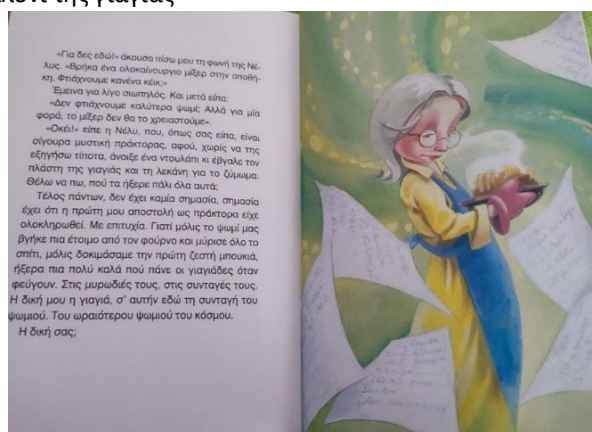 της γιαγιάς
«Για δες εδώ!» άκουσα πίσω μου τη φωνή της Νέ-
λυς. «Βρήκα ένα ολοκαίνουργιο μίξερ στην αποθή-
κη. Φτιάχνουμε κανένα κέικ;»
Έμεινα για λίγο σιωπηλός. Και μετά είπα:
«Δεν φτιάχνουμε καλύτερα ψωμί; Αλλά για μία
φορά, το μίξερ δεν θα το χρειαστούμε».
«Οκέι!» είπε η Νέλυ, που, όπως σας είπα, είναι
σίγουρα μυστική πράκτορας, αφού, χωρίς να της
εξηγήσω τίποτα, άνοιξε ένα ντουλάπι κι έβγαλε τον
πλάστη της γιαγιάς και τη λεκάνη για το ζύμωμα.
Θέλω να πω, πού τα ήξερε πάλι όλα αυτά;
Τέλος πάντων, δεν έχει καμία σημασία, σημασία
έχει ότι η πρώτη μου αποστολή ως πράκτορα είχε
ολοκληρωθεί. Με επιτυχία. Γιατί μόλις το ψωμί μας
βγήκε πια έτοιμο από τον φούρνο και μύρισε όλο το
σπίτι, μόλις δοκιμάσαμε την πρώτη ζεστή μπουκιά,
ήξερα πια πολύ καλά πού πάνε οι γιαγιάδες όταν
φεύγουν. Στις μυρωδιές τους, στις συνταγές τους.
Η δική μου η γιαγιά, σ' αυτήν εδώ τη συνταγή του
ψωμιού. Του ωραιότερου ψωμιού του κόσμου.
Η δική σας;